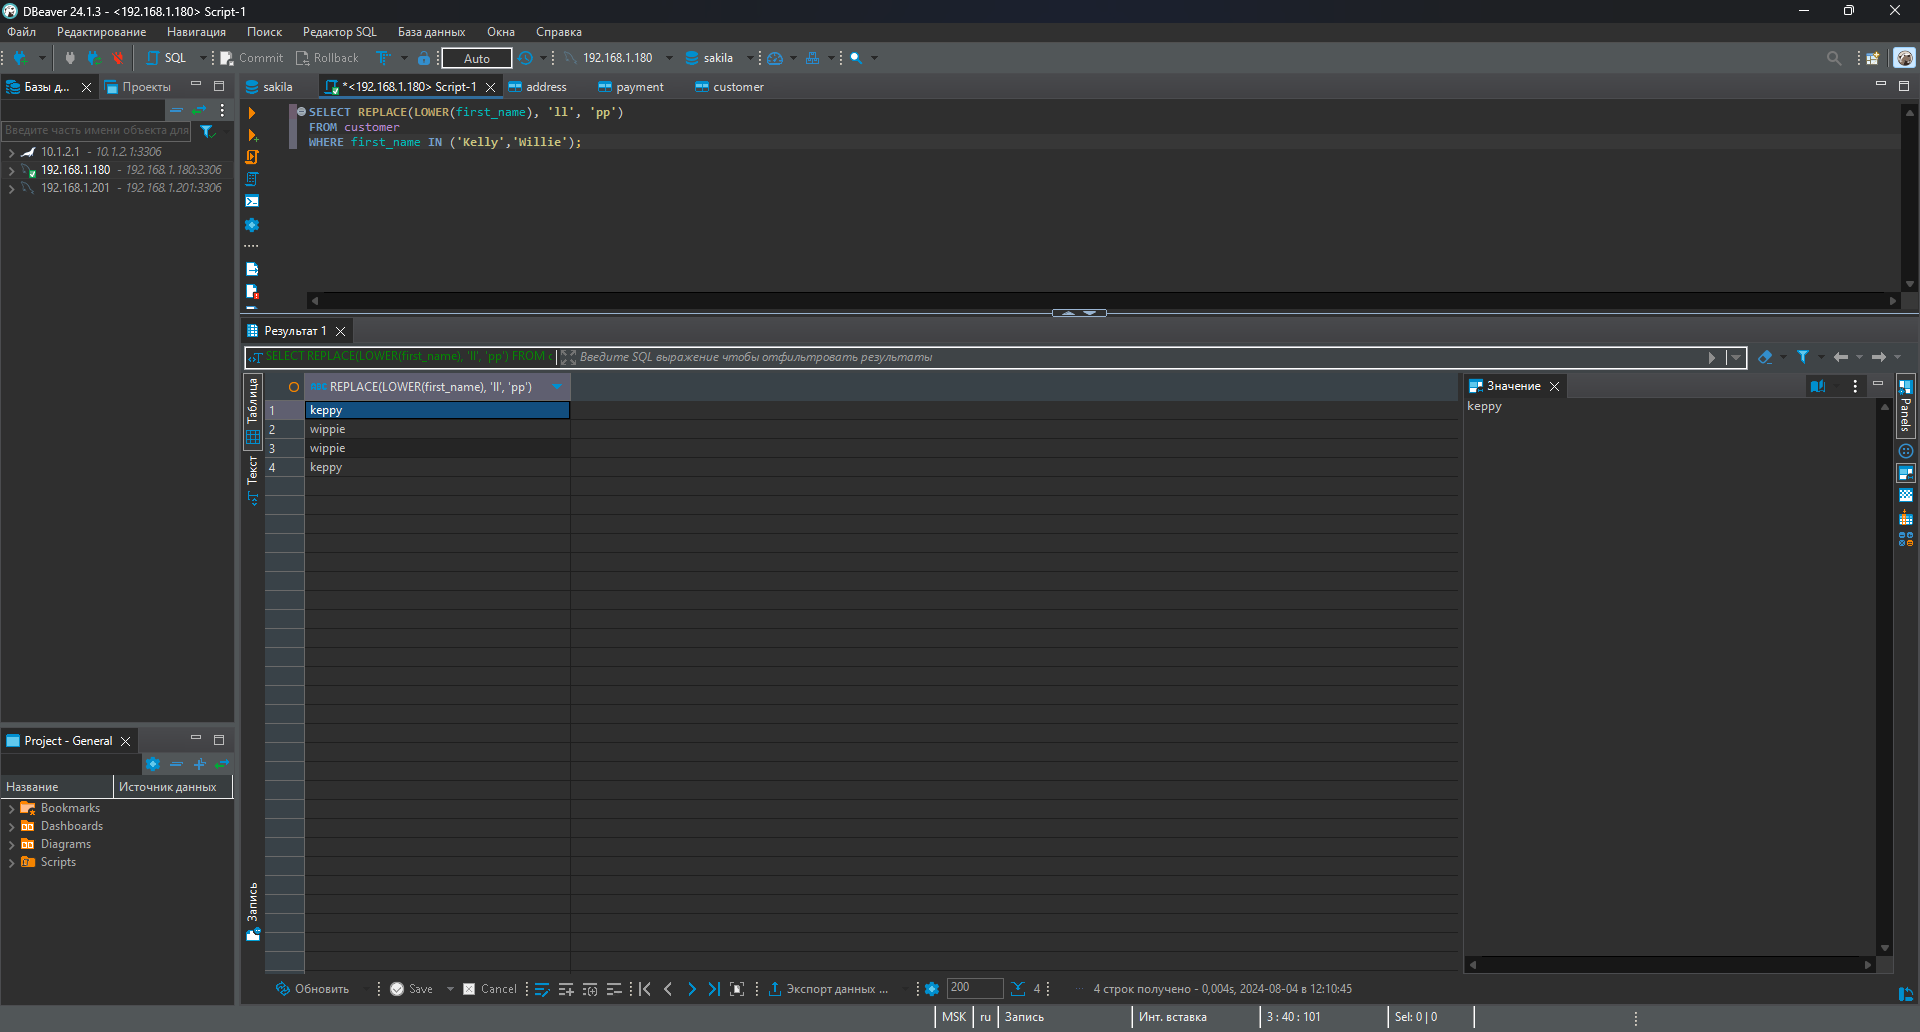 DBeaver 24.1.3 - <192.168.1.180> Script-1
Файл Редактирование Навигация Поиск Редактор SQL База данных Окна Справка
SQL Commit Rollback Auto 192.168.1.180 sakila
Базы д... Проекты
sakila *<192.168.1.180> Script-1 address payment customer
Введите часть имени объекта для
10.1.2.1 - 10.1.2.1:3306
192.168.1.180 - 192.168.1.180:3306
192.168.1.201 - 192.168.1.201:3306
SELECT REPLACE(LOWER(first_name), 'll', 'pp')
FROM customer
WHERE first_name IN ('Kelly','Willie');
Результат 1
SELECT REPLACE(LOWER(first_name), 'll', 'pp') FROM c
Введите SQL выражение чтобы отфильтровать результаты
Таблица
Текст
Запись
REPLACE(LOWER(first_name), 'll', 'pp')
1 keppy
2 wippie
3 wippie
4 keppy
Значение
keppy
Panels
Project - General
Название Источник данных
Bookmarks
Dashboards
Diagrams
Scripts
Обновить Save Cancel Экспорт данных ... 200 4 4 строк получено - 0,004s, 2024-08-04 в 12:10:45
MSK ru Запись Инт. вставка 3 : 40 : 101 Sel: 0 | 0